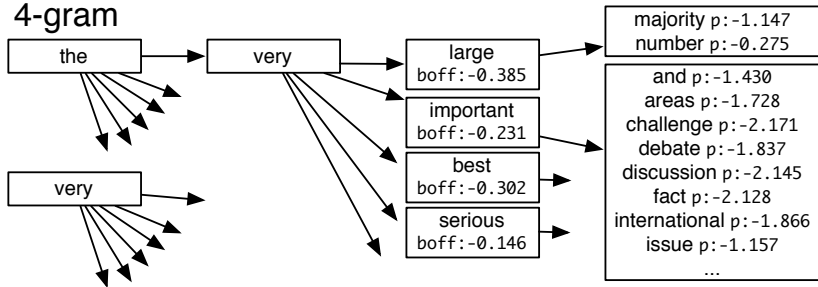 4-gram
the
very
very
large
boff:-0.385
important
boff:-0.231
best
boff:-0.302
serious
boff:-0.146
majority p:-1.147
number p:-0.275
and p:-1.430
areas p:-1.728
challenge p:-2.171
debate p:-1.837
discussion p:-2.145
fact p:-2.128
international p:-1.866
issue p:-1.157
...